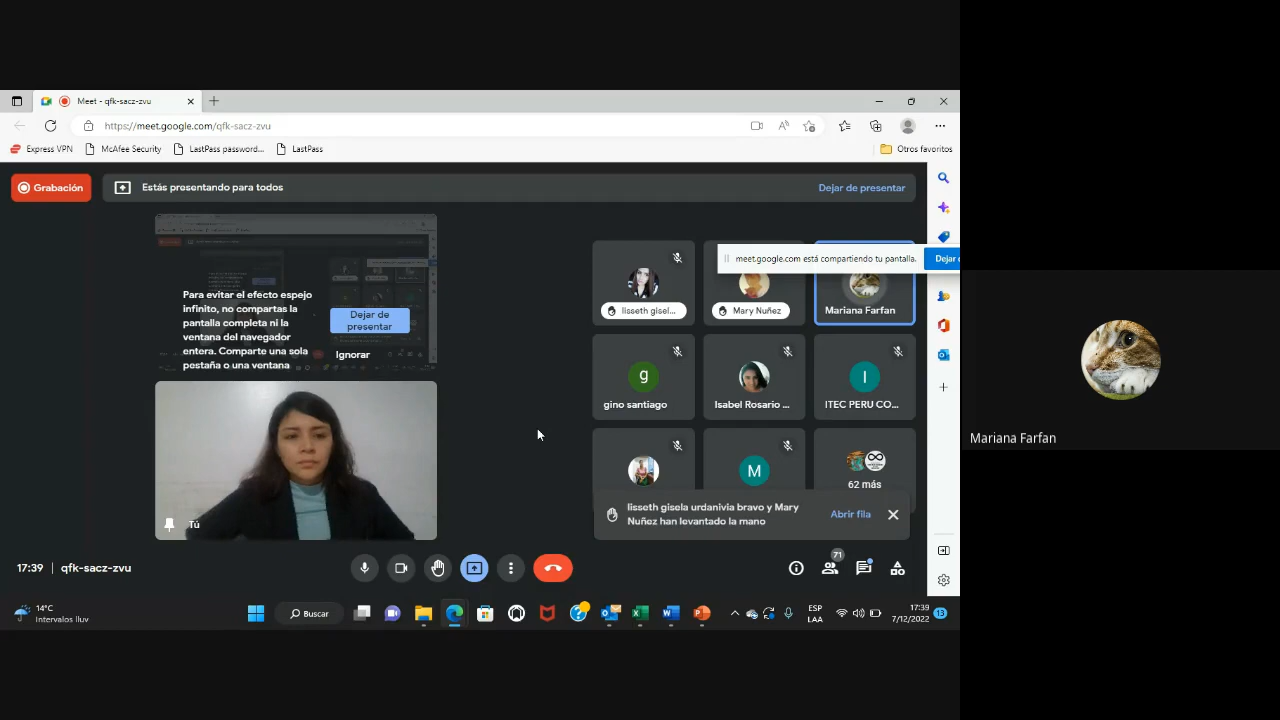 Meet - qfk-sacz-zvu
https://meet.google.com/qfk-sacz-zvu
Express VPN
McAfee Security
LastPass password...
LastPass
Otros favoritos
Grabación
Estás presentando para todos
Dejar de presentar
meet.google.com está compartiendo tu pantalla.
Dejar
Para evitar el efecto espejo
infinito, no compartas la
pantalla completa ni la
ventana del navegador
entera. Comparte una sola
pestaña o una ventana
Dejar de
presentar
Ignorar
lisseth gisel...
Mary Nuñez
Mariana Farfan
g
gino santiago
Isabel Rosario ...
I
ITEC PERU CO...
M
62 más
Tú
lisseth gisela urdanivia bravo y Mary
Nuñez han levantado la mano
Abrir fila
17:39
qfk-sacz-zvu
71
14°C
Intervalos lluv
Buscar
ESP
LAA
17:39
7/12/2022
13
Mariana Farfan